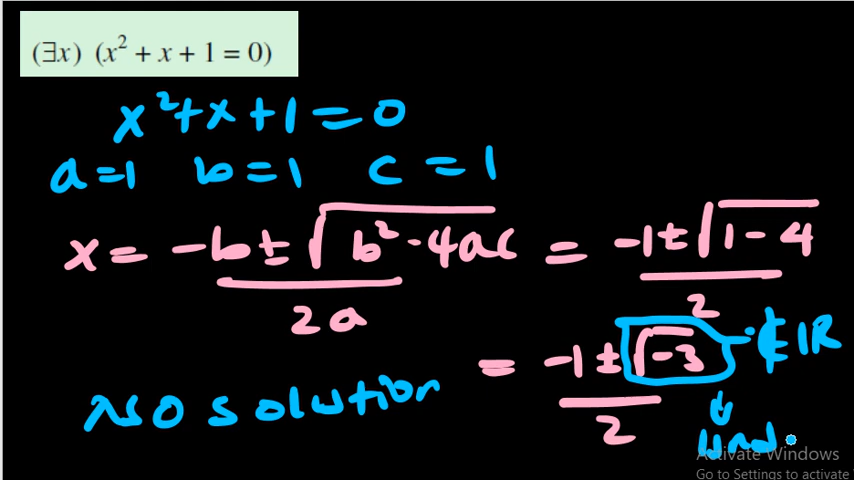 (∃x) (x² + x + 1 = 0)
x²+x+1=0
a=1 b=1 c=1
x= -b±√b²-4ac / 2a = -1±√1-4 / 2
= -1±√-3 / 2 ∉ IR
NO solution
und
Activate Windows
Go to Settings to activate